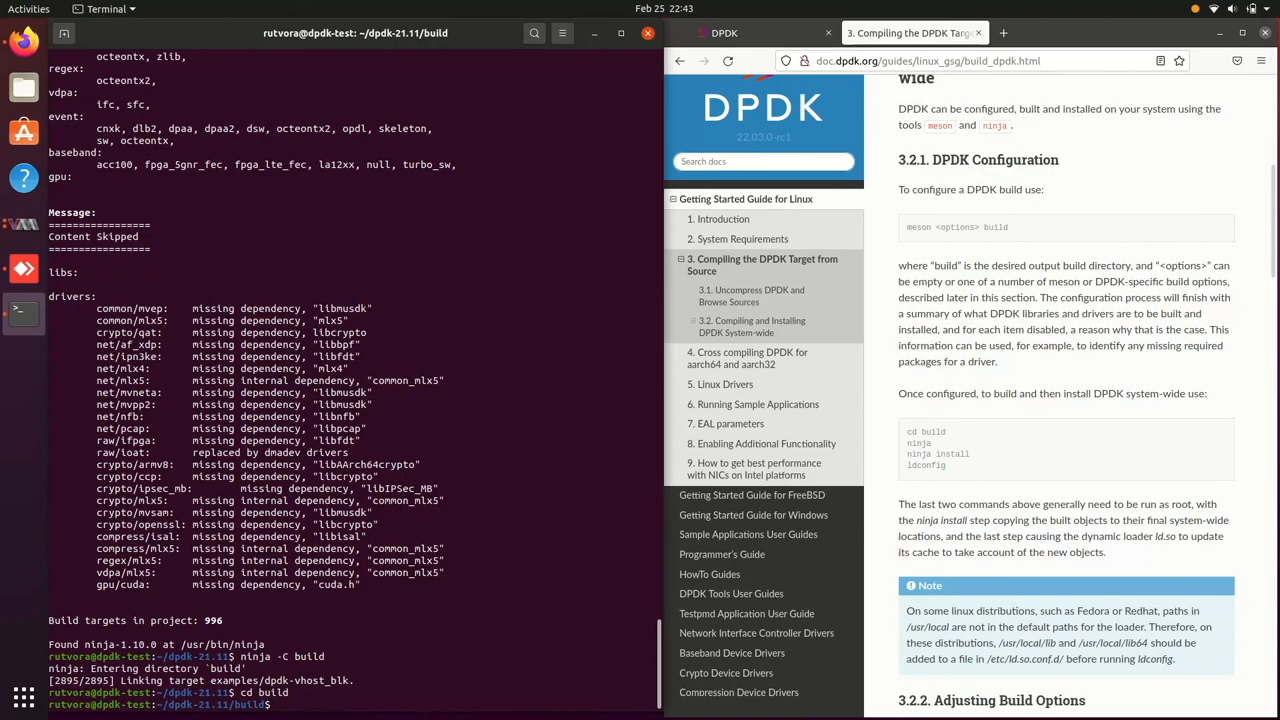 Activities
Terminal
Feb 25 22:43
rutvora@dpdk-test: ~/dpdk-21.11/build
octeontx, zlib,
regex:
octeontx2,
vdpa:
ifc, sfc,
event:
cnxk, dlb2, dpaa, dpaa2, dsw, octeontx2, opdl, skeleton,
sw, octeontx,
baseband:
acc100, fpga_5gnr_fec, fpga_lte_fec, la12xx, null, turbo_sw,
gpu:
Message:
=================
Content Skipped
=================
libs:
drivers:
common/mvep: missing dependency, "libmusdk"
common/mlx5: missing dependency, "mlx5"
crypto/qat: missing dependency, libcrypto
net/af_xdp: missing dependency, "libbpf"
net/ipn3ke: missing dependency, "libfdt"
net/mlx4: missing dependency, "mlx4"
net/mlx5: missing internal dependency, "common_mlx5"
net/mvneta: missing dependency, "libmusdk"
net/mvpp2: missing dependency, "libmusdk"
net/nfb: missing dependency, "libnfb"
net/pcap: missing dependency, "libpcap"
raw/ifpga: missing dependency, "libfdt"
raw/ioat: replaced by dmadev drivers
crypto/armv8: missing dependency, "libAArch64crypto"
crypto/ccp: missing dependency, "libcrypto"
crypto/ipsec_mb: missing dependency, "libIPSec_MB"
crypto/mlx5: missing internal dependency, "common_mlx5"
crypto/mvsam: missing dependency, "libmusdk"
crypto/openssl: missing dependency, "libcrypto"
compress/isal: missing dependency, "libisal"
compress/mlx5: missing internal dependency, "common_mlx5"
regex/mlx5: missing internal dependency, "common_mlx5"
vdpa/mlx5: missing internal dependency, "common_mlx5"
gpu/cuda: missing dependency, "cuda.h"
Build targets in project: 996
Found ninja-1.10.0 at /usr/bin/ninja
rutvora@dpdk-test:~/dpdk-21.11$ ninja -C build
ninja: Entering directory `build'
[2895/2895] Linking target examples/dpdk-vhost_blk.
rutvora@dpdk-test:~/dpdk-21.11$ cd build
rutvora@dpdk-test:~/dpdk-21.11/build$
DPDK
3. Compiling the DPDK Targ
doc.dpdk.org/guides/linux_gsg/build_dpdk.html
DPDK
22.03.0-rc1
Search docs
Getting Started Guide for Linux
1. Introduction
2. System Requirements
3. Compiling the DPDK Target from
Source
3.1. Uncompress DPDK and
Browse Sources
3.2. Compiling and Installing
DPDK System-wide
4. Cross compiling DPDK for
aarch64 and aarch32
5. Linux Drivers
6. Running Sample Applications
7. EAL parameters
8. Enabling Additional Functionality
9. How to get best performance
with NICs on Intel platforms
Getting Started Guide for FreeBSD
Getting Started Guide for Windows
Sample Applications User Guides
Programmer's Guide
HowTo Guides
DPDK Tools User Guides
Testpmd Application User Guide
Network Interface Controller Drivers
Baseband Device Drivers
Crypto Device Drivers
Compression Device Drivers
wide
DPDK can be configured, built and installed on your system using the
tools meson and ninja.
3.2.1. DPDK Configuration
To configure a DPDK build use:
meson <options> build
where “build” is the desired output build directory, and “<options>” can
be empty or one of a number of meson or DPDK-specific build options,
described later in this section. The configuration process will finish with
a summary of what DPDK libraries and drivers are to be built and
installed, and for each item disabled, a reason why that is the case. This
information can be used, for example, to identify any missing required
packages for a driver.
Once configured, to build and then install DPDK system-wide use:
cd build
ninja
ninja install
ldconfig
The last two commands above generally need to be run as root, with
the ninja install step copying the built objects to their final system-wide
locations, and the last step causing the dynamic loader ld.so to update
its cache to take account of the new objects.
Note
On some linux distributions, such as Fedora or Redhat, paths in
/usr/local are not in the default paths for the loader. Therefore, on
these distributions, /usr/local/lib and /usr/local/lib64 should be
added to a file in /etc/ld.so.conf.d/ before running ldconfig.
3.2.2. Adjusting Build Options